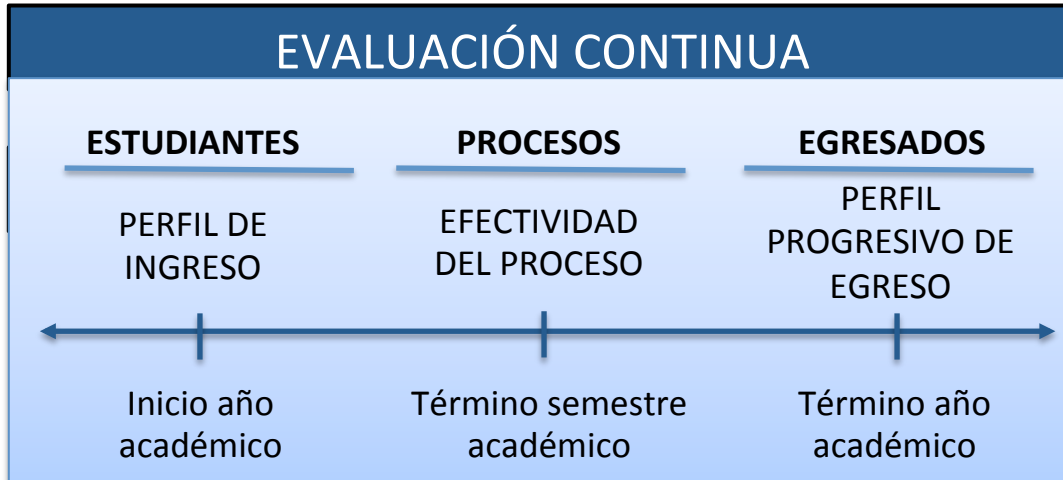 EVALUACIÓN CONTINUA
ESTUDIANTES
PERFIL DE
INGRESO
PROCESOS
EFECTIVIDAD
DEL PROCESO
EGRESADOS
PERFIL
PROGRESIVO DE
EGRESO
Inicio año
académico
Término semestre
académico
Término año
académico